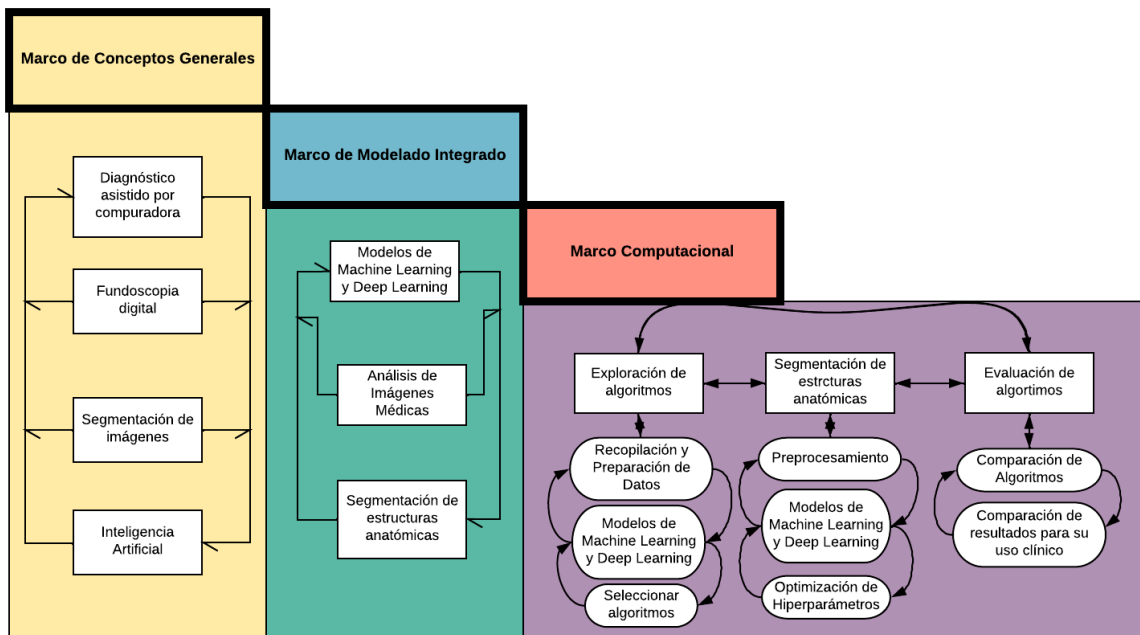 Marco de Conceptos Generales
Diagnóstico
asistido por
compuradora
Fundoscopia
digital
Segmentación de
imágenes
Inteligencia
Artificial
Marco de Modelado Integrado
Modelos de
Machine Learning
y Deep Learning
Análisis de
Imágenes
Médicas
Segmentación de
estructuras
anatómicas
Marco Computacional
Exploración de
algoritmos
Recopilación y
Preparación de
Datos
Modelos de
Machine Learning
y Deep Learning
Seleccionar
algoritmos
Segmentación de
estrcturas
anatómicas
Preprocesamiento
Modelos de
Machine Learning
y Deep Learning
Optimización de
Hiperparámetros
Evaluación de
algortimos
Comparación de
Algoritmos
Comparación de
resultados para su
uso clínico